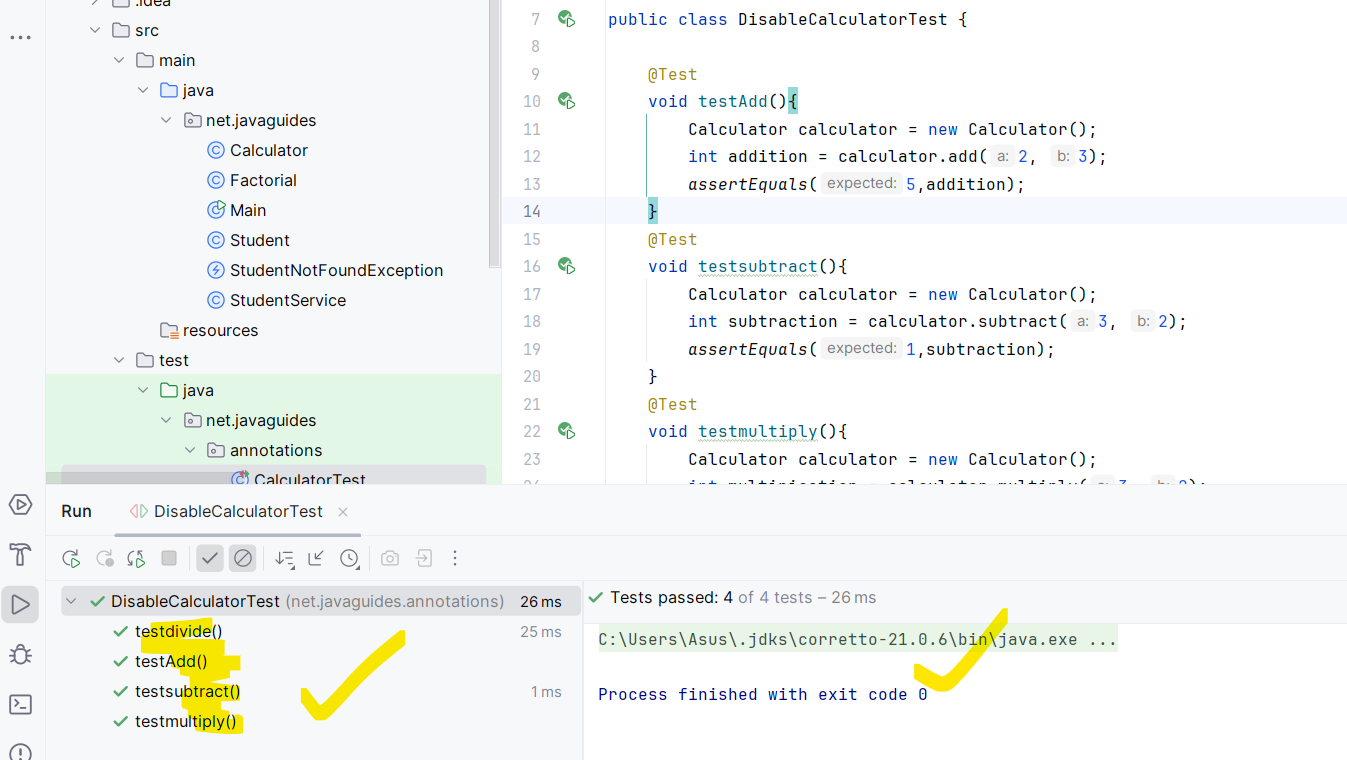 .idea
src
main
java
net.javaguides
Calculator
Factorial
Main
Student
StudentNotFoundException
StudentService
resources
test
java
net.javaguides
annotations
CalculatorTest
7 public class DisableCalculatorTest {
8
9 @Test
10 void testAdd(){
11 Calculator calculator = new Calculator();
12 int addition = calculator.add( a: 2, b: 3);
13 assertEquals( expected: 5,addition);
14 }
15 @Test
16 void testsubtract(){
17 Calculator calculator = new Calculator();
18 int subtraction = calculator.subtract( a: 3, b: 2);
19 assertEquals( expected: 1,subtraction);
20 }
21 @Test
22 void testmultiply(){
23 Calculator calculator = new Calculator();
Run DisableCalculatorTest
DisableCalculatorTest (net.javaguides.annotations) 26 ms
testdivide() 25 ms
testAdd()
testsubtract() 1 ms
testmultiply()
Tests passed: 4 of 4 tests – 26 ms
C:\Users\Asus\.jdks\corretto-21.0.6\bin\java.exe ...
Process finished with exit code 0